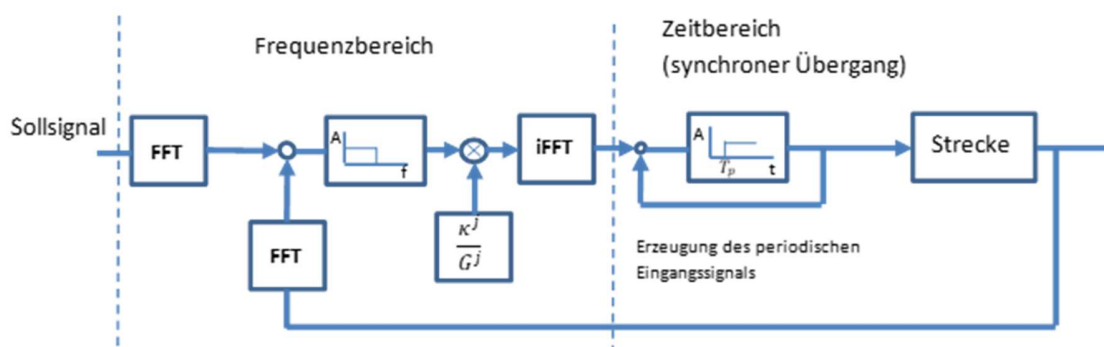 Frequenzbereich
Zeitbereich
(synchroner Übergang)
Sollsignal
FFT
A
f
iFFT
A
T_p
t
Strecke
FFT
κ^j
G^j
Erzeugung des periodischen
Eingangssignals